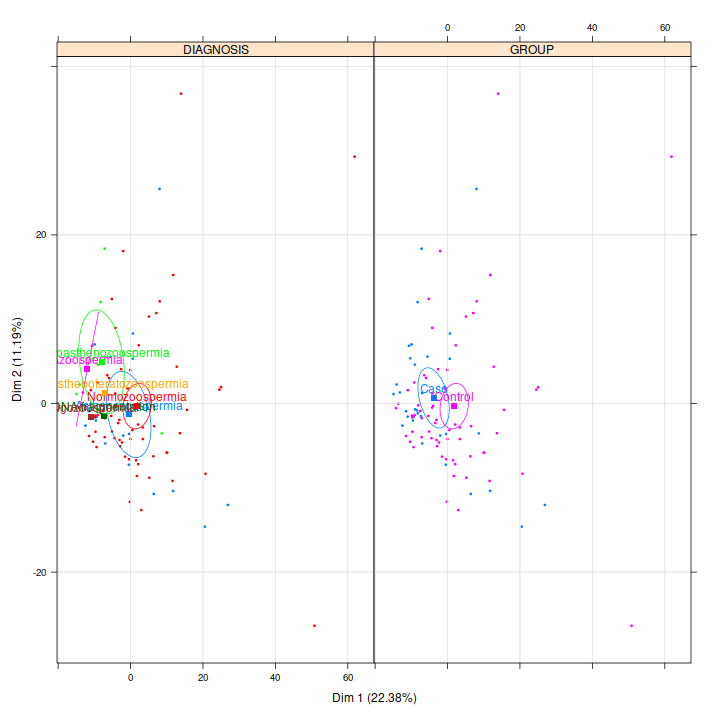 0 20 40 60
DIAGNOSIS GROUP
Dim 2 (11.19%)
20
0
-20
Normozoospermia
Case
Control
0 20 40 60
Dim 1 (22.38%)